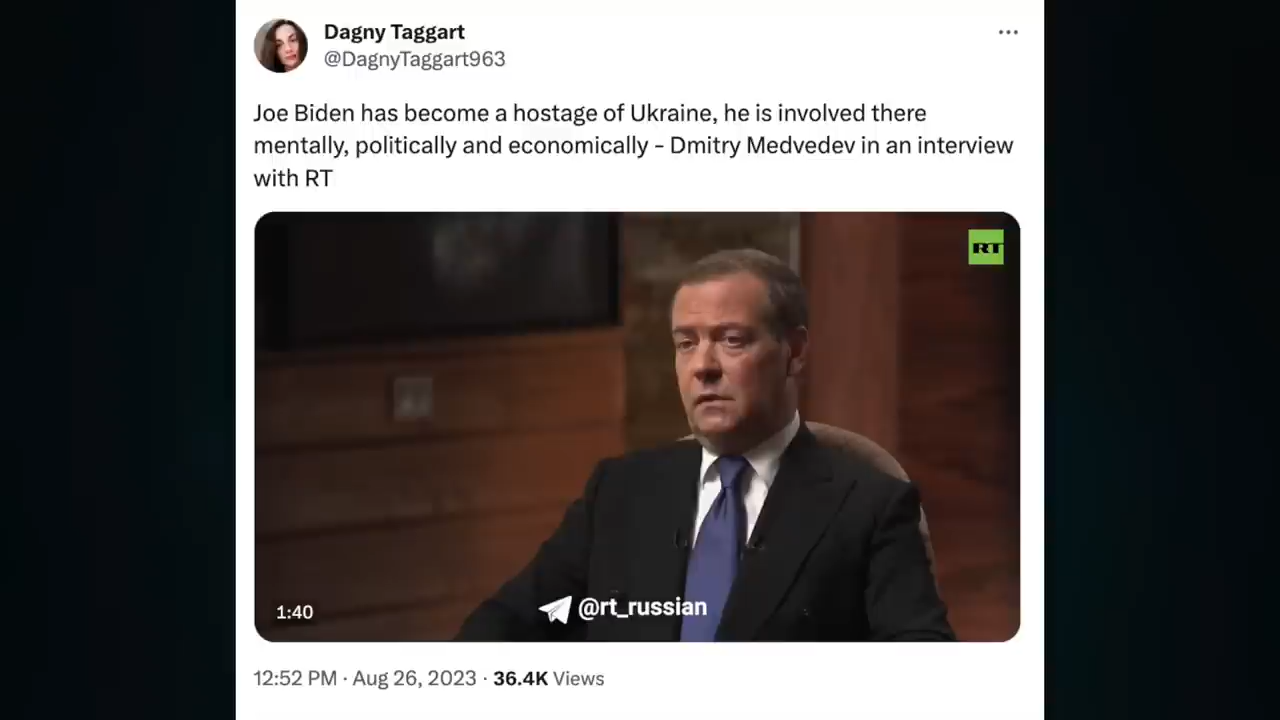 Dagny Taggart
@DagnyTaggart963
Joe Biden has become a hostage of Ukraine, he is involved there
mentally, politically and economically - Dmitry Medvedev in an interview
with RT
RT
1:40
@rt_russian
12:52 PM · Aug 26, 2023 · 36.4K Views